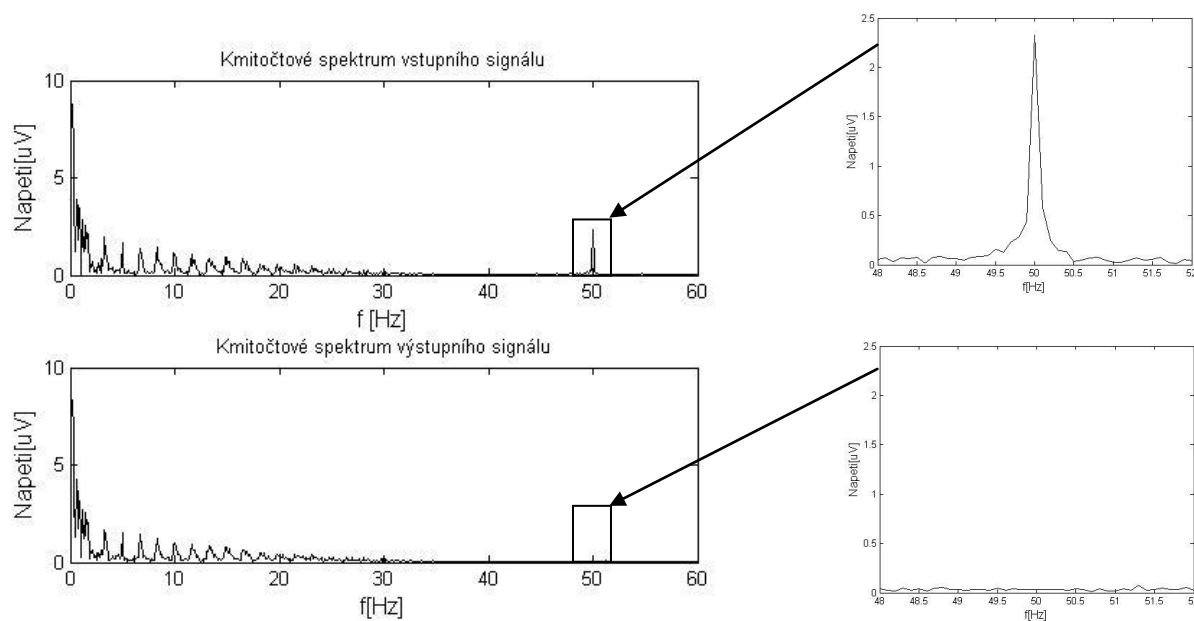 Kmitočtové spektrum vstupního signálu
10
5
0
Napeti[uV]
0 10 20 30 40 50 60
f [Hz]
2.5
2
1.5
1
0.5
0
Napeti[uV]
48 48.5 49 49.5 50 50.5 51 51.5 52
f[Hz]
Kmitočtové spektrum výstupního signálu
10
5
0
Napeti[uV]
0 10 20 30 40 50 60
f[Hz]
2.5
2
1.5
1
0.5
0
Napeti[uV]
48 48.5 49 49.5 50 50.5 51 51.5 52
f[Hz]